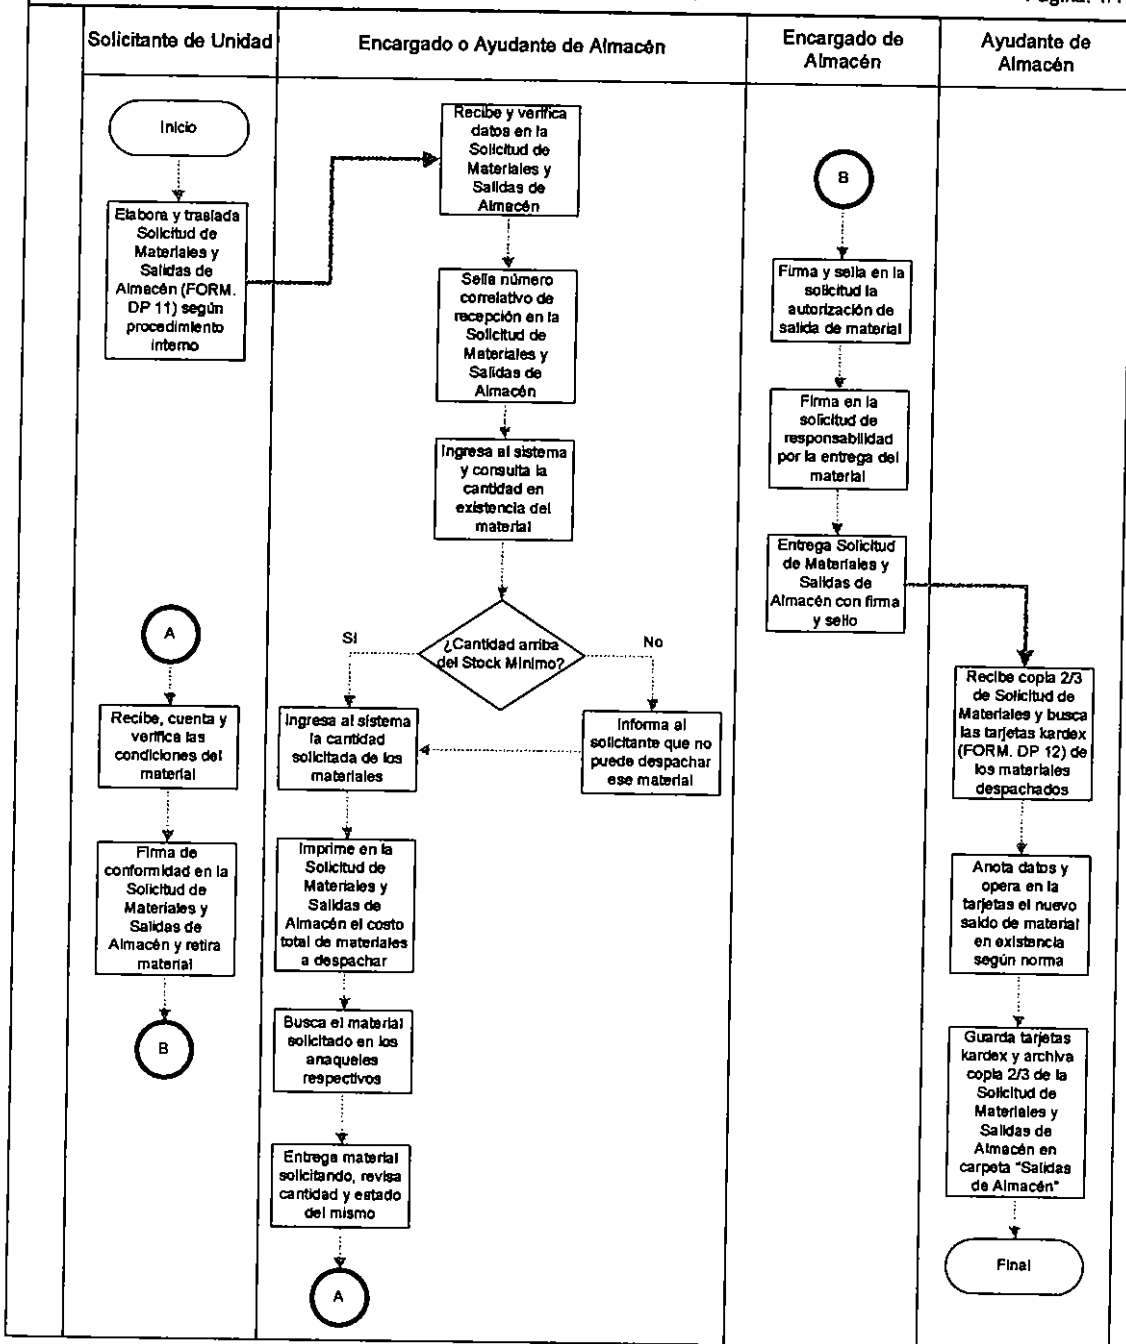 Página: 1/1
Solicitante de Unidad
Encargado o Ayudante de Almacén
Encargado de
Almacén
Ayudante de
Almacén
Inicio
Elabora y traslada
Solicitud de
Materiales y
Salidas de
Almacén (FORM.
DP 11) según
procedimiento
interno
Recibe y verifica
datos en la
Solicitud de
Materiales y
Salidas de
Almacén
Sella número
correlativo de
recepción en la
Solicitud de
Materiales y
Salidas de
Almacén
Ingresa al sistema
y consulta la
cantidad en
existencia del
material
¿Cantidad arriba
del Stock Mínimo?
Si
No
Ingresa al sistema
la cantidad
solicitada de los
materiales
Informa al
solicitante que no
puede despachar
ese material
Imprime en la
Solicitud de
Materiales y
Salidas de
Almacén el costo
total de materiales
a despachar
Busca el material
solicitado en los
anaqueles
respectivos
Entrega material
solicitando, revisa
cantidad y estado
del mismo
A
A
Recibe, cuenta y
verifica las
condiciones del
material
Firma de
conformidad en la
Solicitud de
Materiales y
Salidas de
Almacén y retira
material
B
B
Firma y sella en la
solicitud la
autorización de
salida de material
Firma en la
solicitud de
responsabilidad
por la entrega del
material
Entrega Solicitud
de Materiales y
Salidas de
Almacén con firma
y sello
Recibe copia 2/3
de Solicitud de
Materiales y busca
las tarjetas kardex
(FORM. DP 12) de
los materiales
despachados
Anota datos y
opera en la
tarjetas el nuevo
saldo de material
en existencia
según norma
Guarda tarjetas
kardex y archiva
copia 2/3 de la
Solicitud de
Materiales y
Salidas de
Almacén en
carpeta "Salidas
de Almacén"
Final